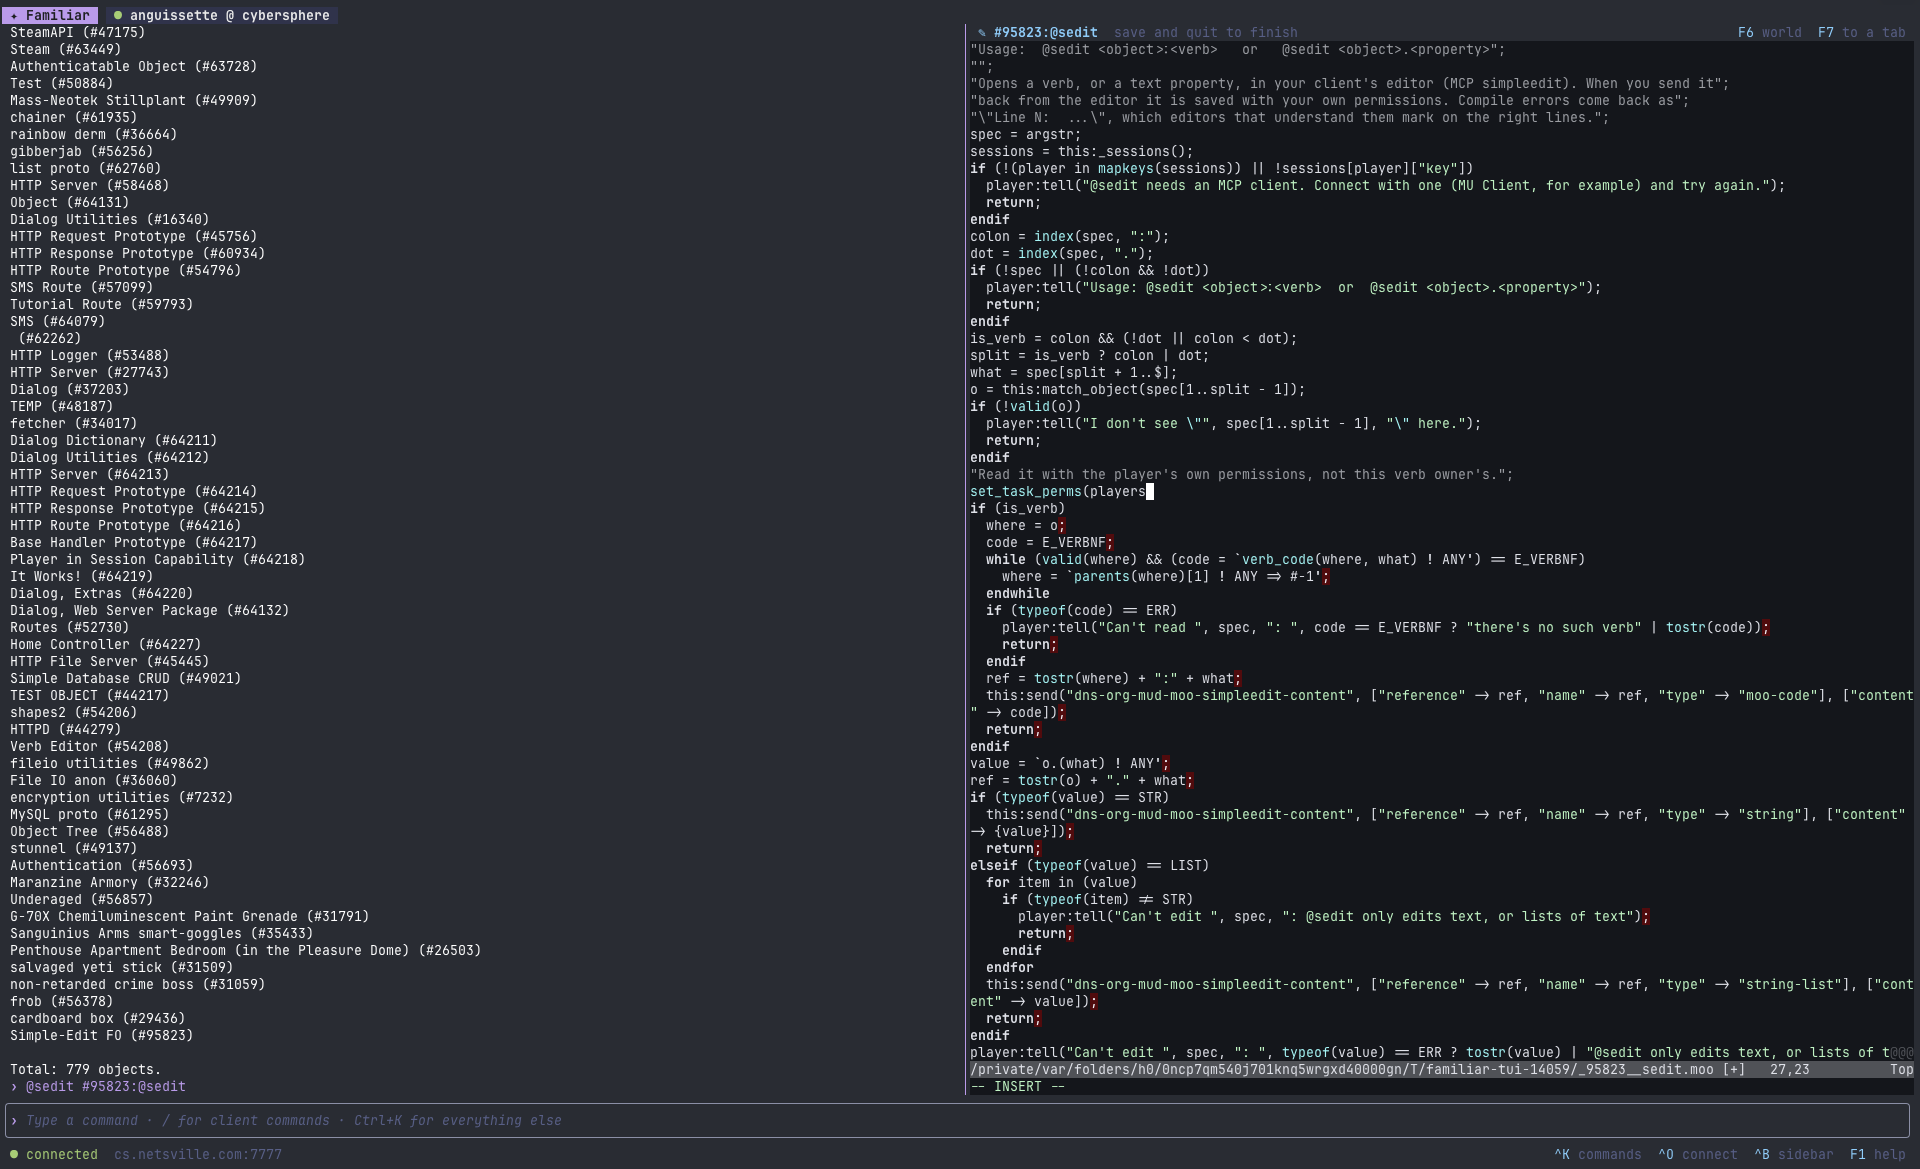 ✦ Familiar   ● anguissette @ cybersphere
SteamAPI (#47175)
Steam (#63449)
Authenticatable Object (#63728)
Test (#50884)
Mass-Neotek Stillplant (#49909)
chainer (#61935)
rainbow derm (#36664)
gibberjab (#56256)
list proto (#62760)
HTTP Server (#58468)
Object (#64131)
Dialog Utilities (#16340)
HTTP Request Prototype (#45756)
HTTP Response Prototype (#60934)
HTTP Route Prototype (#54796)
SMS Route (#57099)
Tutorial Route (#59793)
SMS (#64079)
 (#62262)
HTTP Logger (#53488)
HTTP Server (#27743)
Dialog (#37203)
TEMP (#48187)
fetcher (#34017)
Dialog Dictionary (#64211)
Dialog Utilities (#64212)
HTTP Server (#64213)
HTTP Request Prototype (#64214)
HTTP Response Prototype (#64215)
HTTP Route Prototype (#64216)
Base Handler Prototype (#64217)
Player in Session Capability (#64218)
It Works! (#64219)
Dialog, Extras (#64220)
Dialog, Web Server Package (#64132)
Routes (#52730)
Home Controller (#64227)
HTTP File Server (#45445)
Simple Database CRUD (#49021)
TEST OBJECT (#44217)
shapes2 (#54206)
HTTPD (#44279)
Verb Editor (#54208)
fileio utilities (#49862)
File IO anon (#36060)
encryption utilities (#7232)
MySQL proto (#61295)
Object Tree (#56488)
stunnel (#49137)
Authentication (#56693)
Maranzine Armory (#32246)
Underaged (#56857)
G-70X Chemiluminescent Paint Grenade (#31791)
Sanguinius Arms smart-goggles (#35433)
Penthouse Apartment Bedroom (in the Pleasure Dome) (#26503)
salvaged yeti stick (#31509)
non-retarded crime boss (#31059)
frob (#56378)
cardboard box (#29436)
Simple-Edit FO (#95823)

Total: 779 objects.
› @sedit #95823:@sedit
✎ #95823:@sedit  save and quit to finish   F6 world  F7 to a tab
"Usage:  @sedit <object>:<verb>   or   @sedit <object>.<property>";
"";
"Opens a verb, or a text property, in your client's editor (MCP simpleedit). When you send it";
"back from the editor it is saved with your own permissions. Compile errors come back as";
"\"Line N:  ...\", which editors that understand them mark on the right lines.";
spec = argstr;
sessions = this:_sessions();
if (!(player in mapkeys(sessions)) || !sessions[player]["key"])
  player:tell("@sedit needs an MCP client. Connect with one (MU Client, for example) and try again.");
  return;
endif
colon = index(spec, ":");
dot = index(spec, ".");
if (!spec || (!colon && !dot))
  player:tell("Usage: @sedit <object>:<verb>  or  @sedit <object>.<property>");
  return;
endif
is_verb = colon && (!dot || colon < dot);
split = is_verb ? colon | dot;
what = spec[split + 1..$];
o = this:match_object(spec[1..split - 1]);
if (!valid(o))
  player:tell("I don't see \"", spec[1..split - 1], "\" here.");
  return;
endif
"Read it with the player's own permissions, not this verb owner's.";
set_task_perms(players
if (is_verb)
  where = o;
  code = E_VERBNF;
  while (valid(where) && (code = `verb_code(where, what) ! ANY') == E_VERBNF)
    where = `parents(where)[1] ! ANY => #-1';
  endwhile
  if (typeof(code) == ERR)
    player:tell("Can't read ", spec, ": ", code == E_VERBNF ? "there's no such verb" | tostr(code));
    return;
  endif
  ref = tostr(where) + ":" + what;
  this:send("dns-org-mud-moo-simpleedit-content", ["reference" -> ref, "name" -> ref, "type" -> "moo-code"], ["content
" -> code]);
  return;
endif
value = `o.(what) ! ANY';
ref = tostr(o) + "." + what;
if (typeof(value) == STR)
  this:send("dns-org-mud-moo-simpleedit-content", ["reference" -> ref, "name" -> ref, "type" -> "string"], ["content"
-> {value}]);
  return;
elseif (typeof(value) == LIST)
  for item in (value)
    if (typeof(item) != STR)
      player:tell("Can't edit ", spec, ": @sedit only edits text, or lists of text");
      return;
    endif
  endfor
  this:send("dns-org-mud-moo-simpleedit-content", ["reference" -> ref, "name" -> ref, "type" -> "string-list"], ["cont
ent" -> value]);
  return;
endif
player:tell("Can't edit ", spec, ": ", typeof(value) == ERR ? tostr(value) | "@sedit only edits text, or lists of t@@@
/private/var/folders/h0/0ncp7qm540j701knq5wrgxd40000gn/T/familiar-tui-14059/_95823__sedit.moo [+]   27,23   Top
-- INSERT --
› Type a command · / for client commands · Ctrl+K for everything else
● connected  cs.netsville.com:7777   ^K commands  ^O connect  ^B sidebar  F1 help